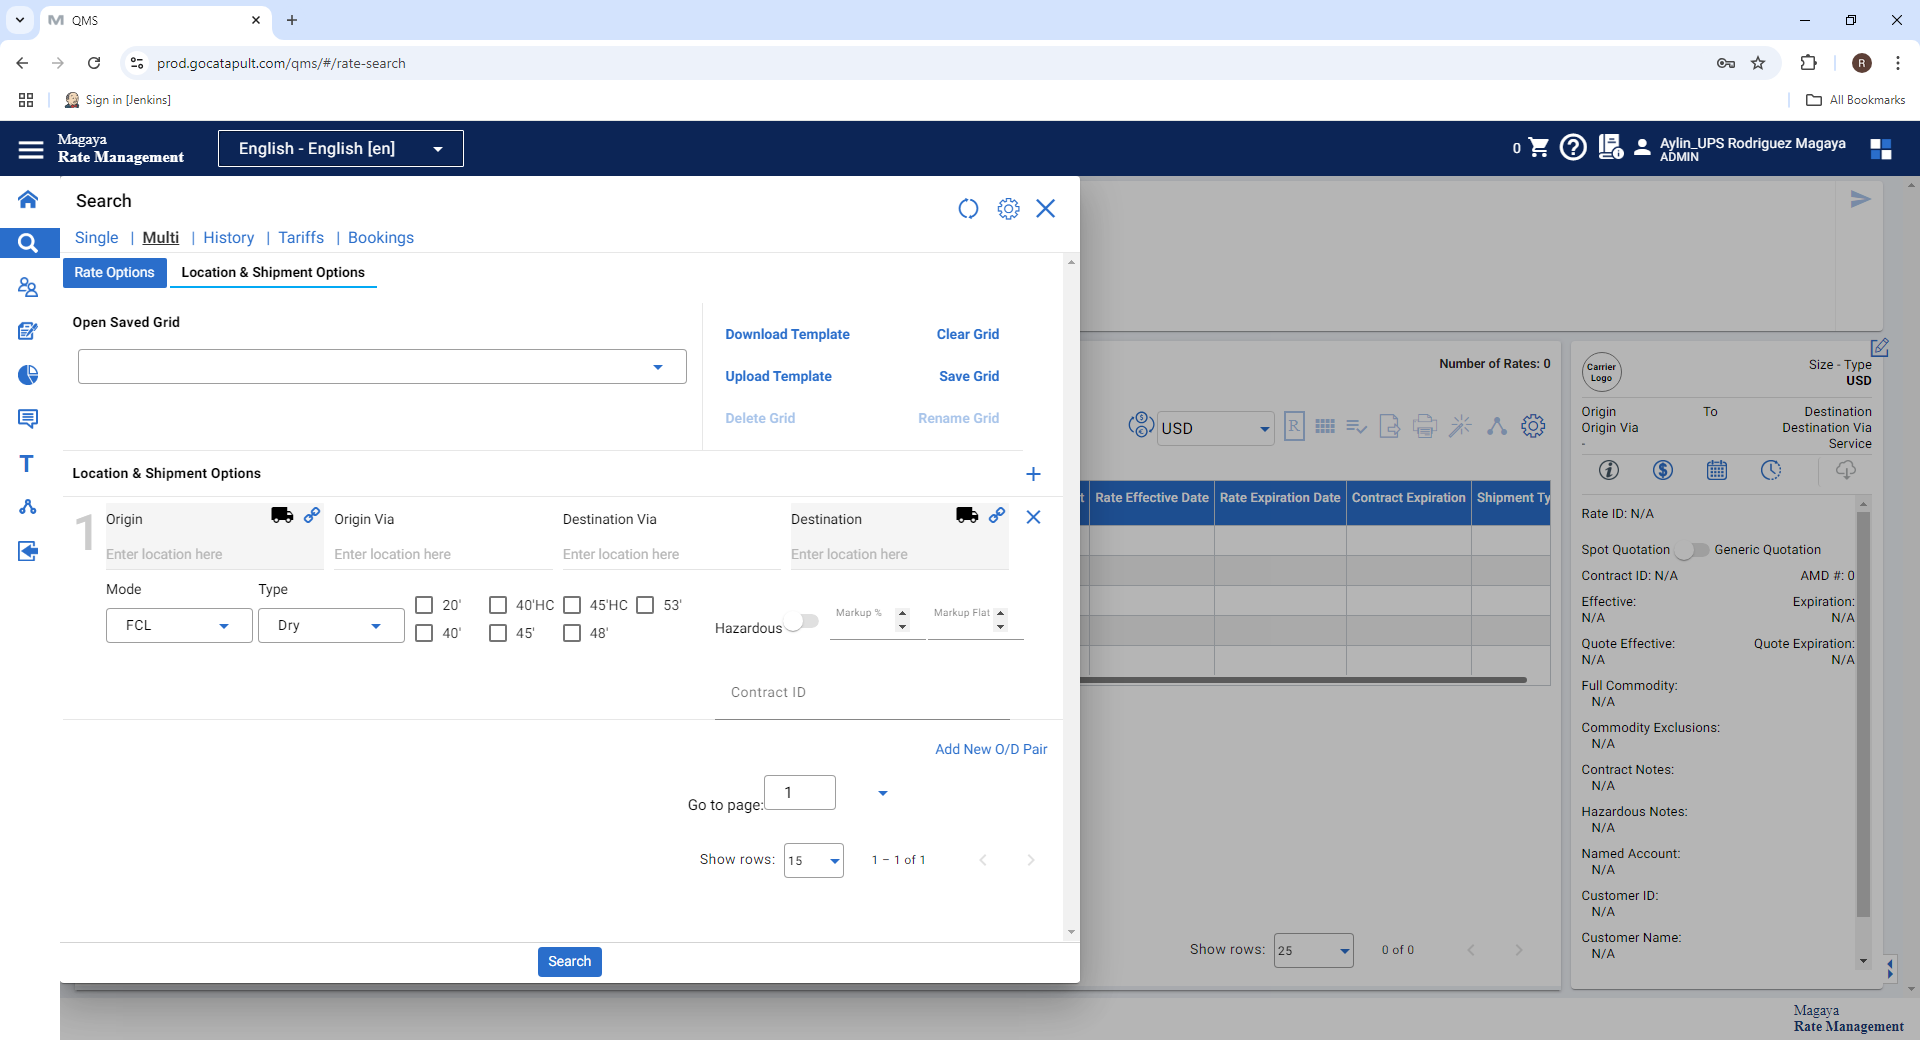 QMS
prod.gocatapult.com/qms/#/rate-search
R
Sign in [Jenkins]
All Bookmarks
Magaya
Rate Management
English - English [en]
0
Aylin_UPS Rodriguez Magaya
ADMIN
Search
Single | Multi | History | Tariffs | Bookings
Rate Options
Location & Shipment Options
Open Saved Grid
Download Template
Clear Grid
Upload Template
Save Grid
Delete Grid
Rename Grid
Location & Shipment Options
1
Origin
Origin Via
Destination Via
Destination
Enter location here
Enter location here
Enter location here
Enter location here
Mode
Type
FCL
Dry
20'
40'HC
45'HC
53'
40'
45'
48'
Hazardous
Markup %
Markup Flat
Contract ID
Add New O/D Pair
Go to page:
1
Show rows:
15
1 – 1 of 1
Search
T
Number of Rates: 0
USD
R
t
Rate Effective Date
Rate Expiration Date
Contract Expiration
Shipment Ty
Show rows:
25
0 of 0
Carrier
Logo
Size - Type
USD
Origin To Destination
Origin Via Destination Via
- Service
Rate ID: N/A
Spot Quotation Generic Quotation
Contract ID: N/A AMD #: 0
Effective: Expiration:
N/A N/A
Quote Effective: Quote Expiration:
N/A N/A
Full Commodity:
N/A
Commodity Exclusions:
N/A
Contract Notes:
N/A
Hazardous Notes:
N/A
Named Account:
N/A
Customer ID:
N/A
Customer Name:
N/A
Magaya
Rate Management